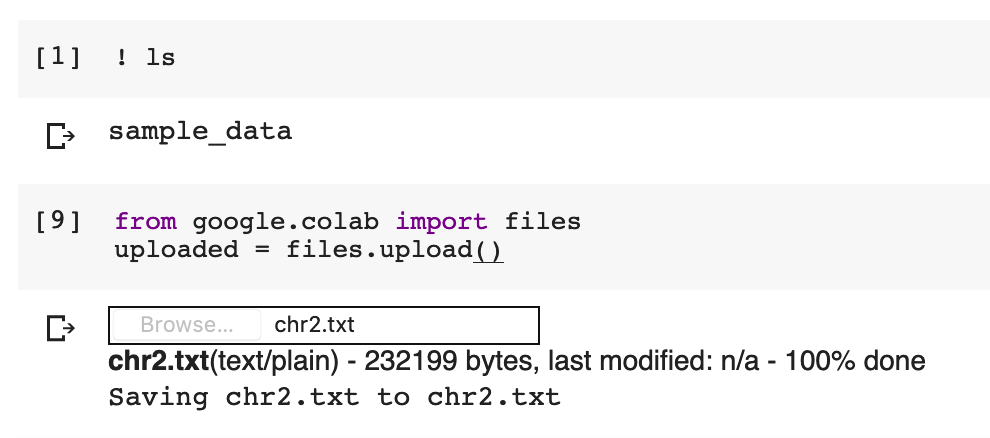 [1] ! ls
sample_data
[9] from google.colab import files
uploaded = files.upload()
Browse... chr2.txt
chr2.txt(text/plain) - 232199 bytes, last modified: n/a - 100% done
Saving chr2.txt to chr2.txt